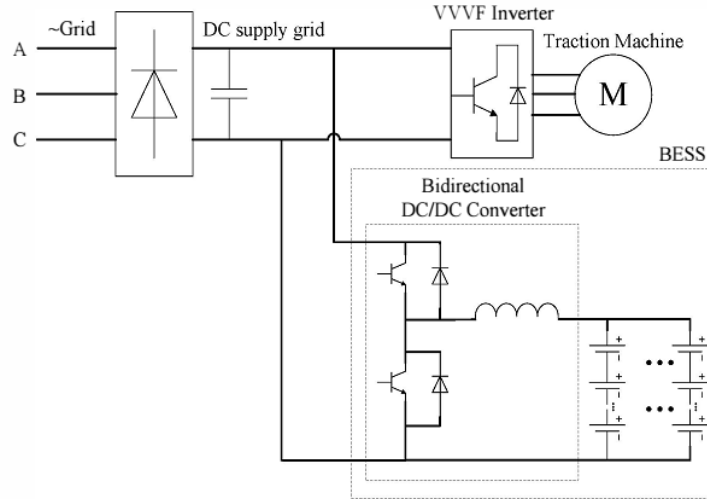 VVVF Inverter
~Grid
DC supply grid
Traction Machine
A
B
C
M
BESS
Bidirectional
DC/DC Converter
+ +
- -
+ +
- -
+ +
- -